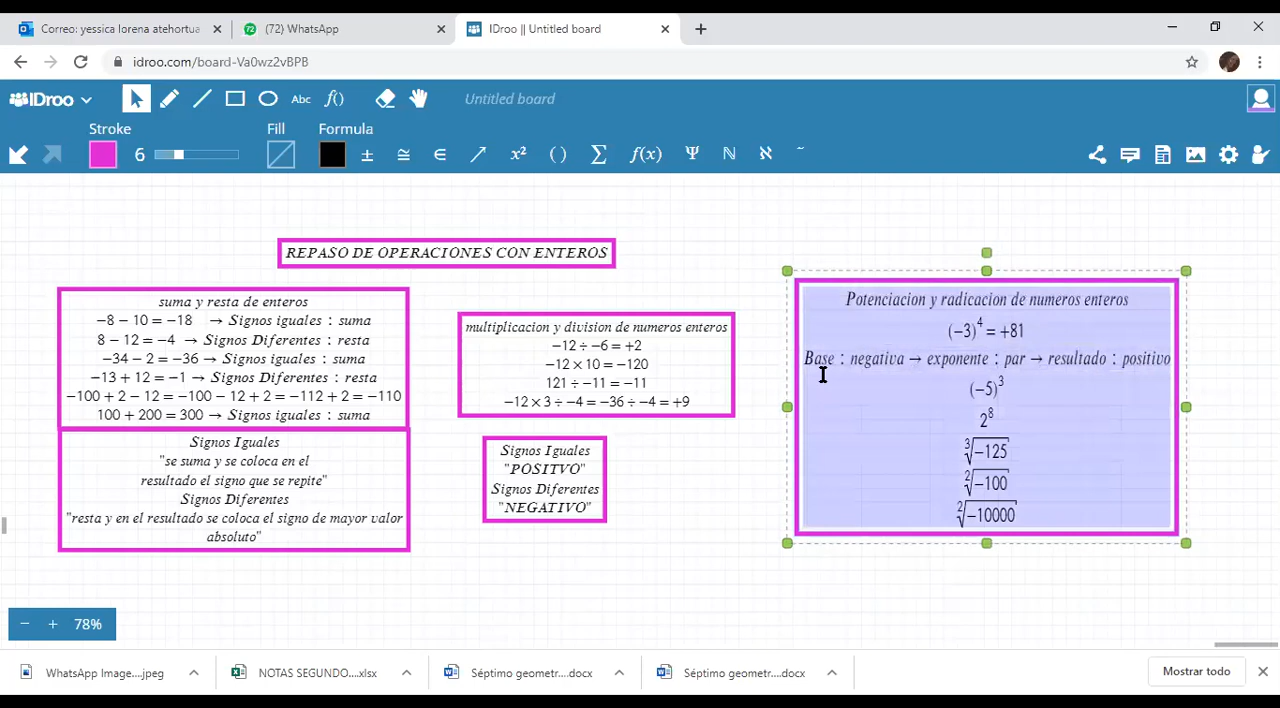 Correo: yessica lorena atehortua
(72) WhatsApp
IDroo || Untitled board
idroo.com/board-Va0wz2vBPB
IDroo
Abc
f()
Untitled board
Stroke
Fill
Formula
6
± ≅ ∈ x² ( ) ∑ f(x) Ψ ℕ ℵ
REPASO DE OPERACIONES CON ENTEROS
suma y resta de enteros
−8 − 10 = −18 → Signos iguales : suma
8 − 12 = −4 → Signos Diferentes : resta
−34 − 2 = −36 → Signos iguales : suma
−13 + 12 = −1 → Signos Diferentes : resta
−100 + 2 − 12 = −100 − 12 + 2 = −112 + 2 = −110
100 + 200 = 300 → Signos iguales : suma
Signos Iguales
"se suma y se coloca en el
resultado el signo que se repite"
Signos Diferentes
"resta y en el resultado se coloca el signo de mayor valor
absoluto"
multiplicacion y division de numeros enteros
−12 ÷ −6 = +2
−12 × 10 = −120
121 ÷ −11 = −11
−12 × 3 ÷ −4 = −36 ÷ −4 = +9
Signos Iguales
"POSITVO"
Signos Diferentes
"NEGATIVO"
Potenciacion y radicacion de numeros enteros
(−3)⁴ = +81
Base : negativa → exponente : par → resultado : positivo
(−5)³
2⁸
∛−125
²√−100
²√−10000
78%
WhatsApp Image....jpeg
NOTAS SEGUNDO....xlsx
Séptimo geometr....docx
Séptimo geometr....docx
Mostrar todo